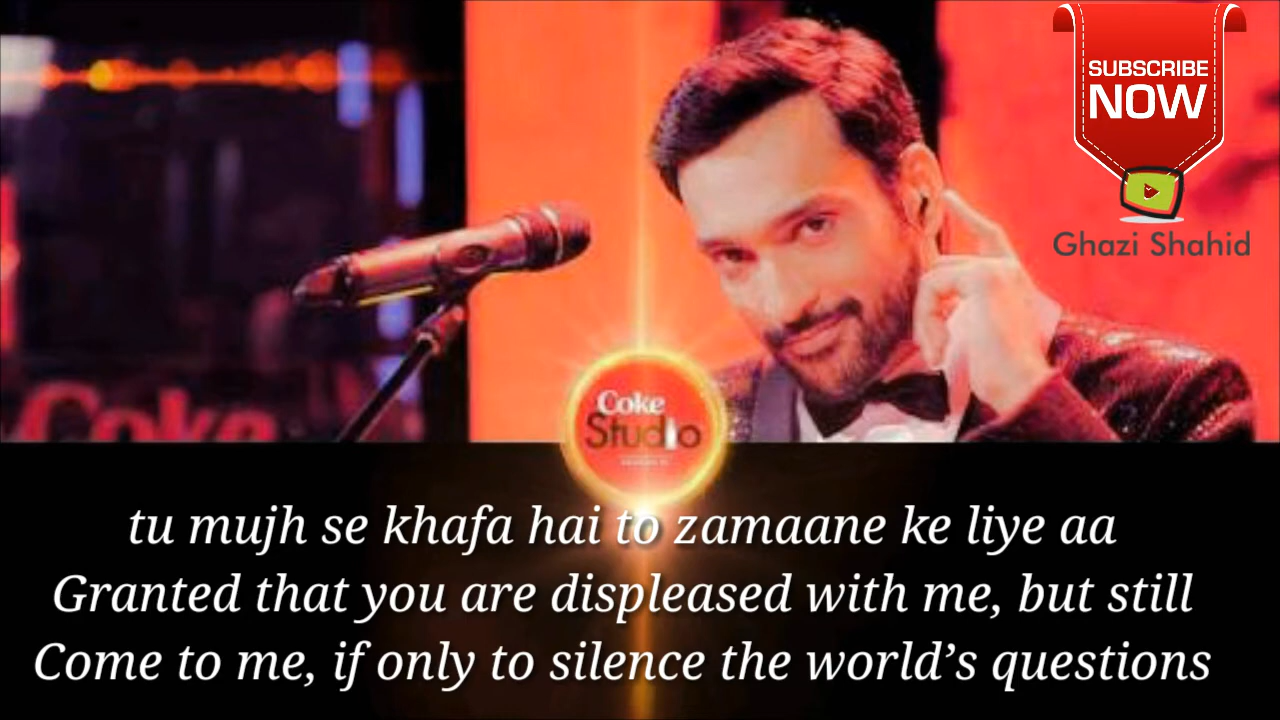 SUBSCRIBE
NOW
Ghazi Shahid
Coke
Coke
Studio
tu mujh se khafa hai to zamaane ke liye aa
Granted that you are displeased with me, but still
Come to me, if only to silence the world’s questions